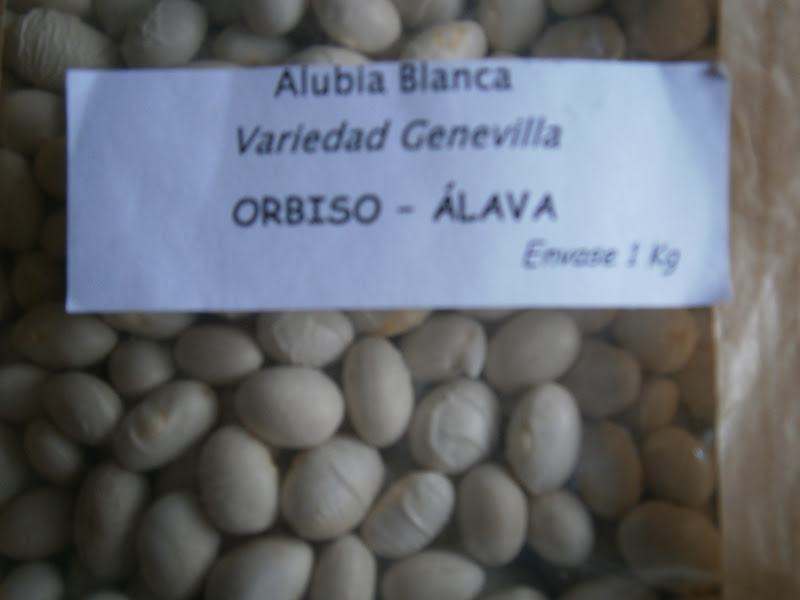 Alubia Blanca
Variedad Genevilla
ORBISO - ÁLAVA
Envase 1 Kg